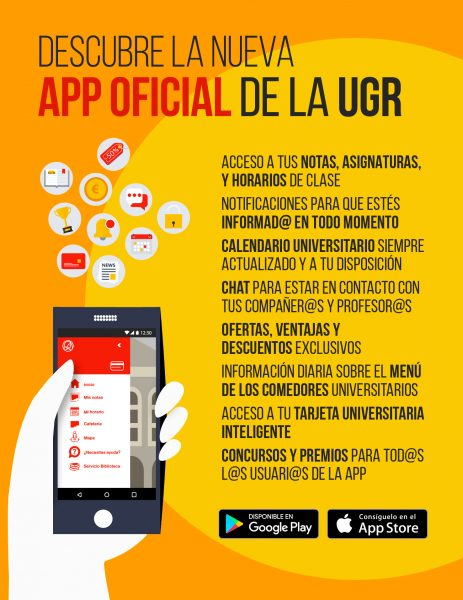 DESCUBRE LA NUEVA
APP OFICIAL DE LA UGR
-50%
NEWS
ACCESO A TUS NOTAS, ASIGNATURAS,
Y HORARIOS DE CLASE
NOTIFICACIONES PARA QUE ESTÉS
INFORMAD@ EN TODO MOMENTO
CALENDARIO UNIVERSITARIO SIEMPRE
ACTUALIZADO Y A TU DISPOSICIÓN
CHAT PARA ESTAR EN CONTACTO CON
TUS COMPAÑER@S Y PROFESOR@S
OFERTAS, VENTAJAS Y
DESCUENTOS EXCLUSIVOS
INFORMACIÓN DIARIA SOBRE EL MENÚ
DE LOS COMEDORES UNIVERSITARIOS
ACCESO A TU TARJETA UNIVERSITARIA
INTELIGENTE
CONCURSOS Y PREMIOS PARA TOD@S
L@S USUARI@S DE LA APP
12:30
Inicio
Mis notas
Mi horario
Cafetería
Mapa
¿Necesitas ayuda?
Servicio Biblioteca
DISPONIBLE EN
Google Play
Consíguelo en el
App Store